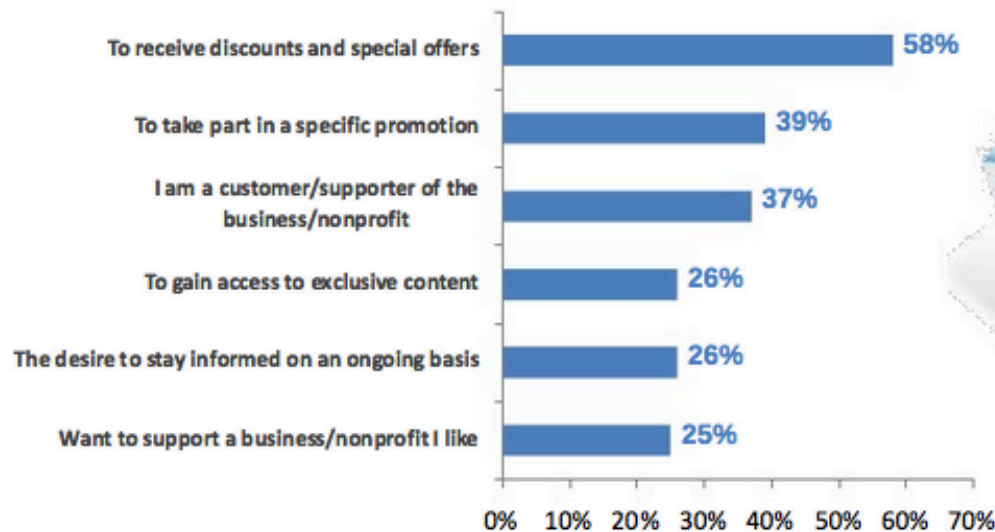 To receive discounts and special offers
58%
To take part in a specific promotion
39%
I am a customer/supporter of the
business/nonprofit
37%
To gain access to exclusive content
26%
The desire to stay informed on an ongoing basis
26%
Want to support a business/nonprofit I like
25%
0% 10% 20% 30% 40% 50% 60% 70%